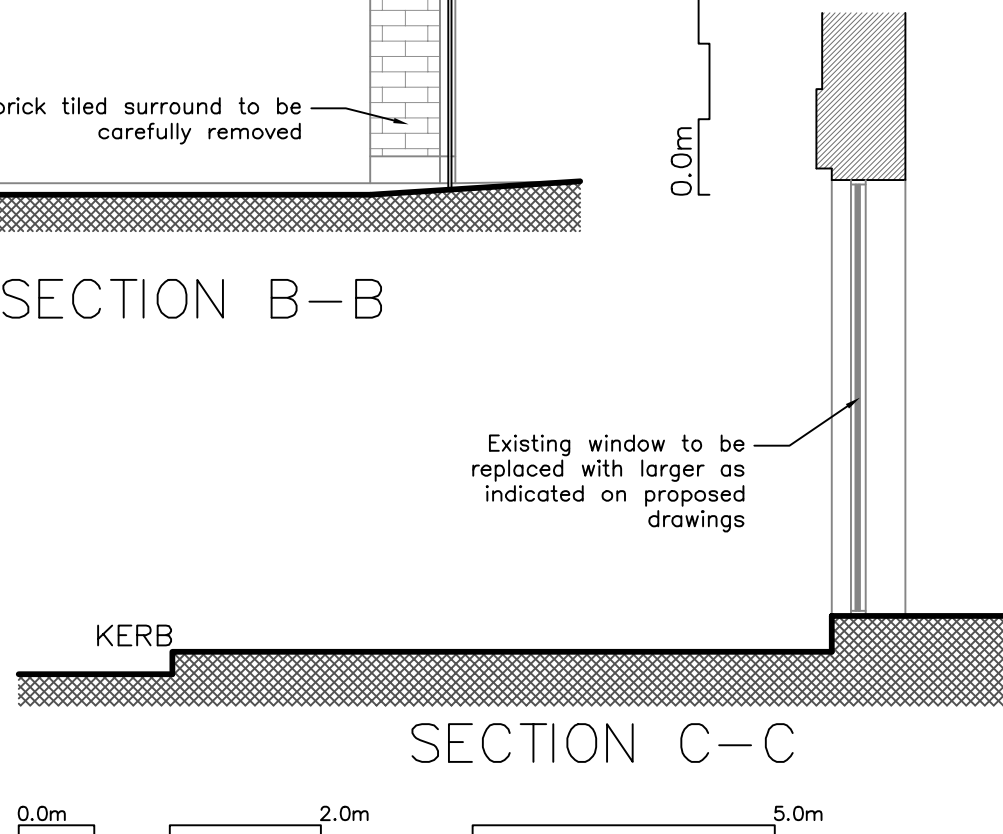 brick tiled surround to be
carefully removed
0.0m
SECTION B-B
Existing window to be
replaced with larger as
indicated on proposed
drawings
KERB
SECTION C-C
0.0m 2.0m 5.0m